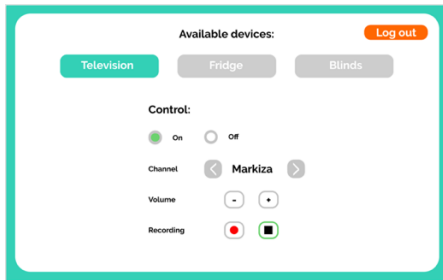 Available devices:
Log out
Television
Fridge
Blinds
Control:
On
Off
Channel
Markiza
Volume
- +
Recording